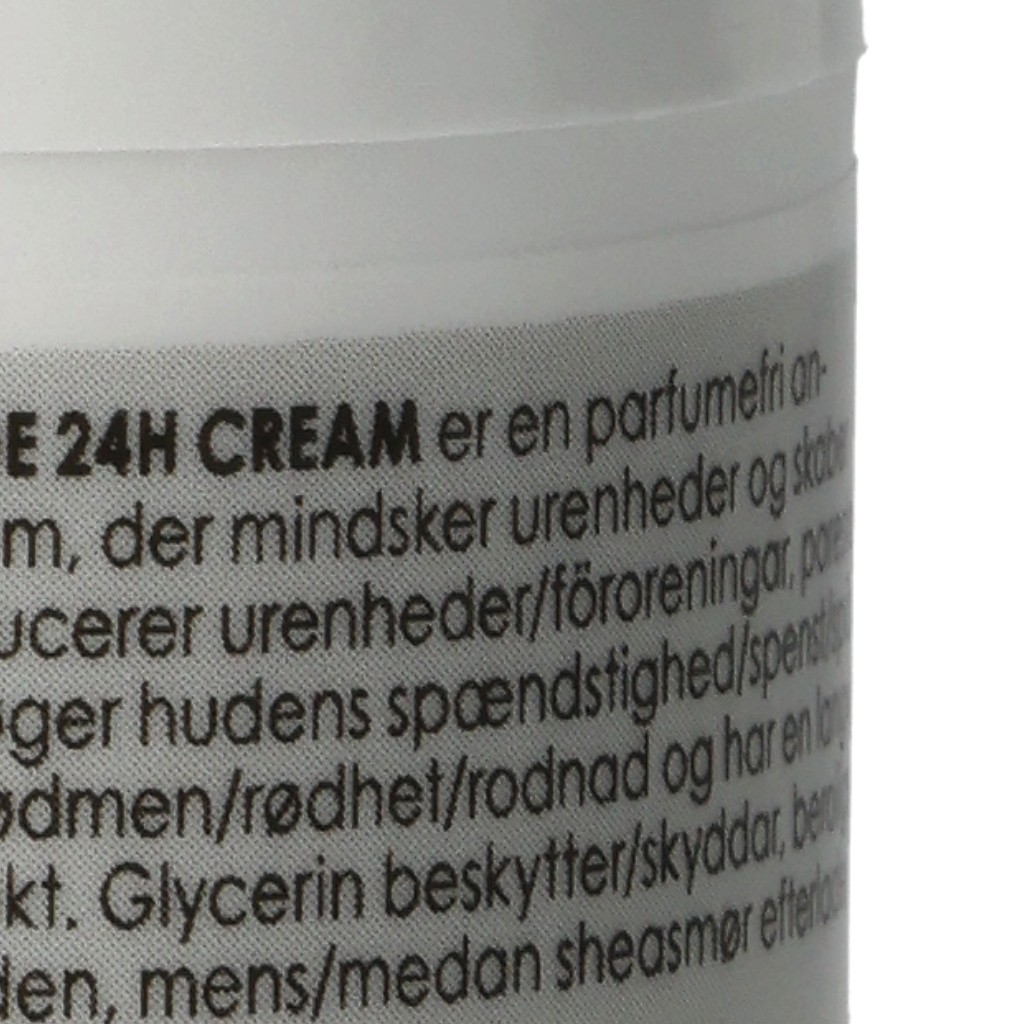 E 24H CREAM er en parfumefri an-
m, der mindsker urenheder og
ucerer urenheder/föroreningar,
øger hudens spændstighed/
ødmen/rødhet/rodnad og har en
kt. Glycerin beskytter/skyddar,
den, mens/medan sheasmør